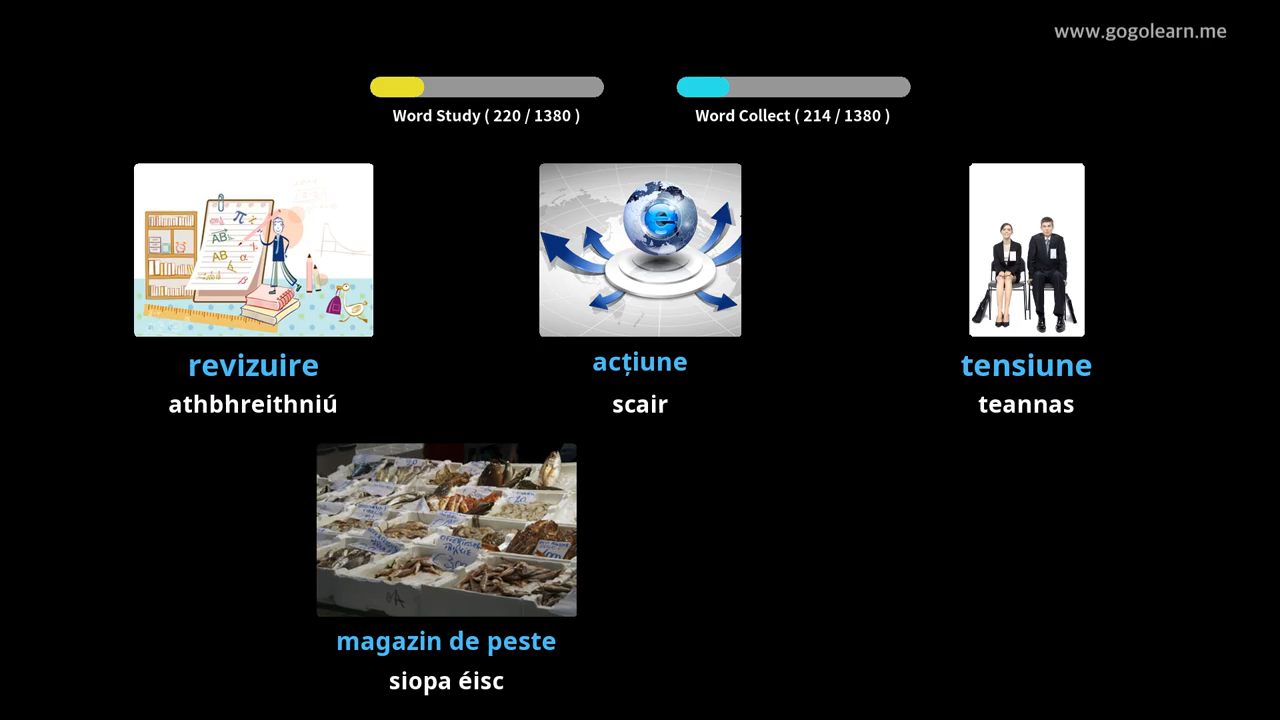 www.gogolearn.me
Word Study ( 220 / 1380 )
Word Collect ( 214 / 1380 )
revizuire
acțiune
tensiune
athbhreithniú
scair
teannas
magazin de peste
siopa éisc